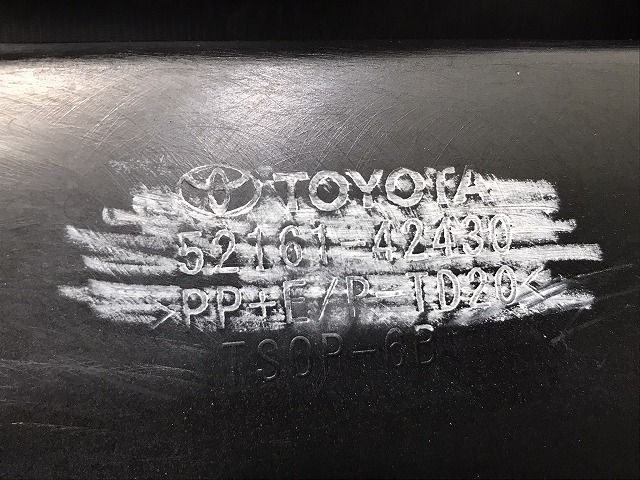 TOYOTA
52161-42430
>PP+E/P-TD20<
TSOP-6B